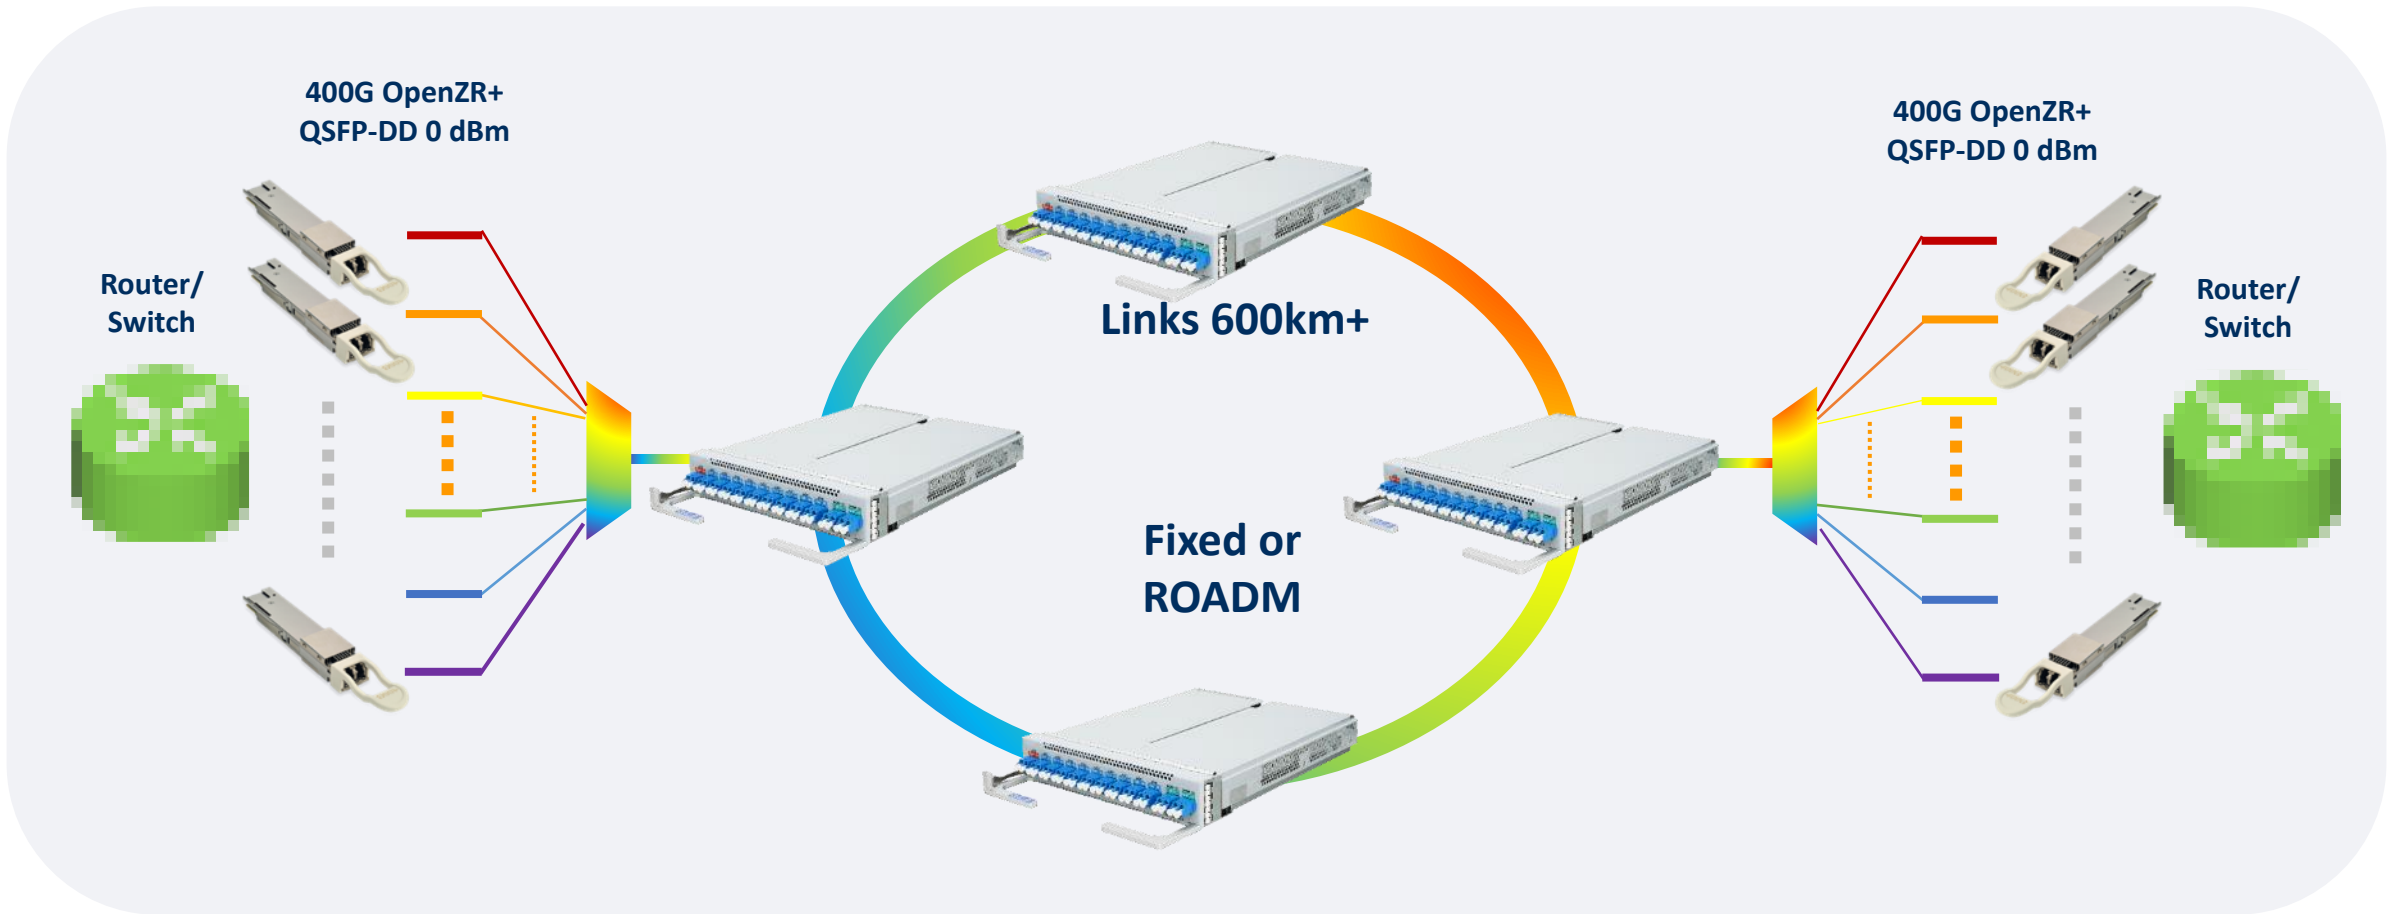 400G OpenZR+
QSFP-DD 0 dBm
Router/
Switch
Links 600km+
Fixed or
ROADM
400G OpenZR+
QSFP-DD 0 dBm
Router/
Switch